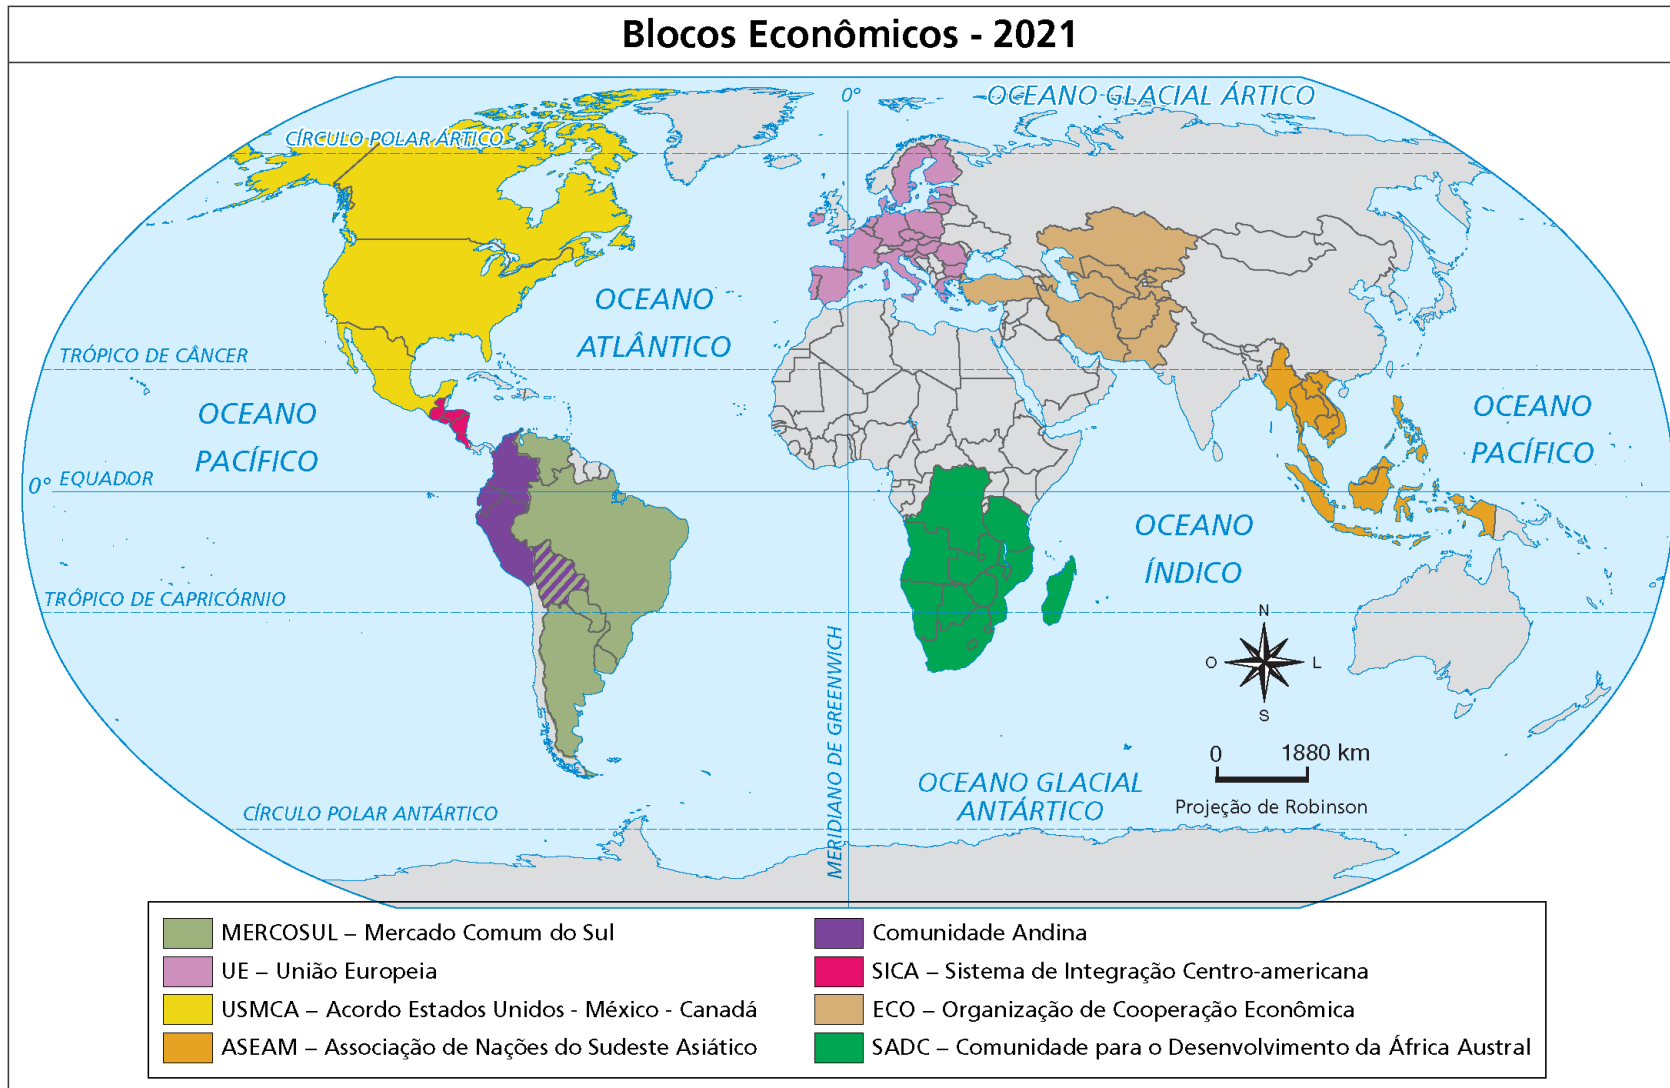 Blocos Econômicos - 2021
0°
OCEANO GLACIAL ÁRTICO
CÍRCULO POLAR ÁRTICO
OCEANO
ATLÂNTICO
TRÓPICO DE CÂNCER
OCEANO
PACÍFICO
OCEANO
PACÍFICO
0° EQUADOR
OCEANO
ÍNDICO
TRÓPICO DE CAPRICÓRNIO
MERIDIANO DE GREENWICH
N
O
L
S
0 1880 km
Projeção de Robinson
OCEANO GLACIAL
ANTÁRTICO
CÍRCULO POLAR ANTÁRTICO
MERCOSUL – Mercado Comum do Sul
UE – União Europeia
USMCA – Acordo Estados Unidos - México - Canadá
ASEAM – Associação de Nações do Sudeste Asiático
Comunidade Andina
SICA – Sistema de Integração Centro-americana
ECO – Organização de Cooperação Econômica
SADC – Comunidade para o Desenvolvimento da África Austral